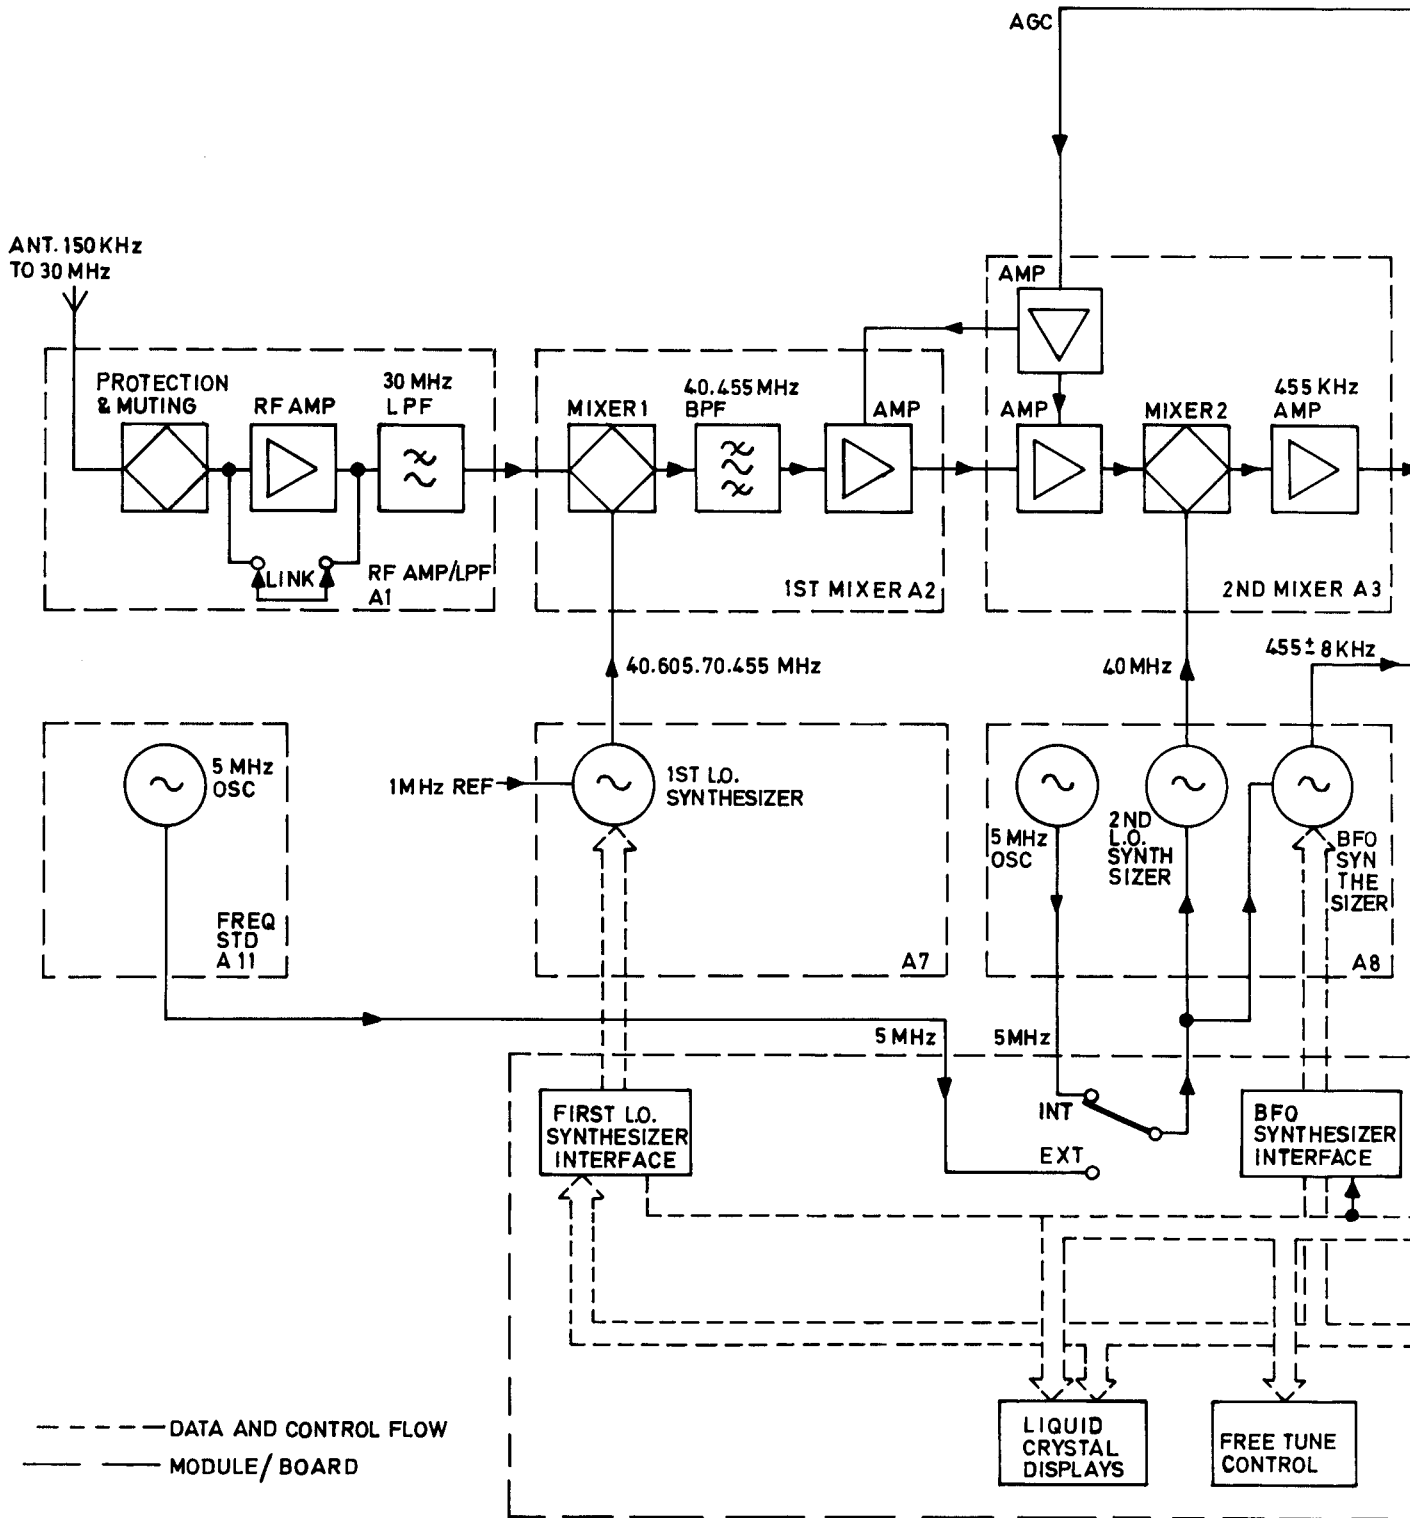 AGC
ANT. 150 KHz
TO 30 MHz
AMP
PROTECTION
& MUTING
RF AMP
30 MHz
LPF
MIXER 1
40.455 MHz
BPF
AMP
AMP
MIXER 2
455 KHz
AMP
LINK
RF AMP/LPF
A1
1ST MIXER A2
2ND MIXER A3
40.605.70.455 MHz
40 MHz
455 ± 8 KHz
5 MHz
OSC
1MHz REF
1ST L.O.
SYNTHESIZER
5 MHz
OSC
2ND
L.O.
SYNTH
SIZER
BFO
SYN
THE
SIZER
FREQ
STD
A 11
A7
A8
5 MHz
5MHz
FIRST L.O.
SYNTHESIZER
INTERFACE
INT
EXT
BFO
SYNTHESIZER
INTERFACE
LIQUID
CRYSTAL
DISPLAYS
FREE TUNE
CONTROL
DATA AND CONTROL FLOW
MODULE/BOARD